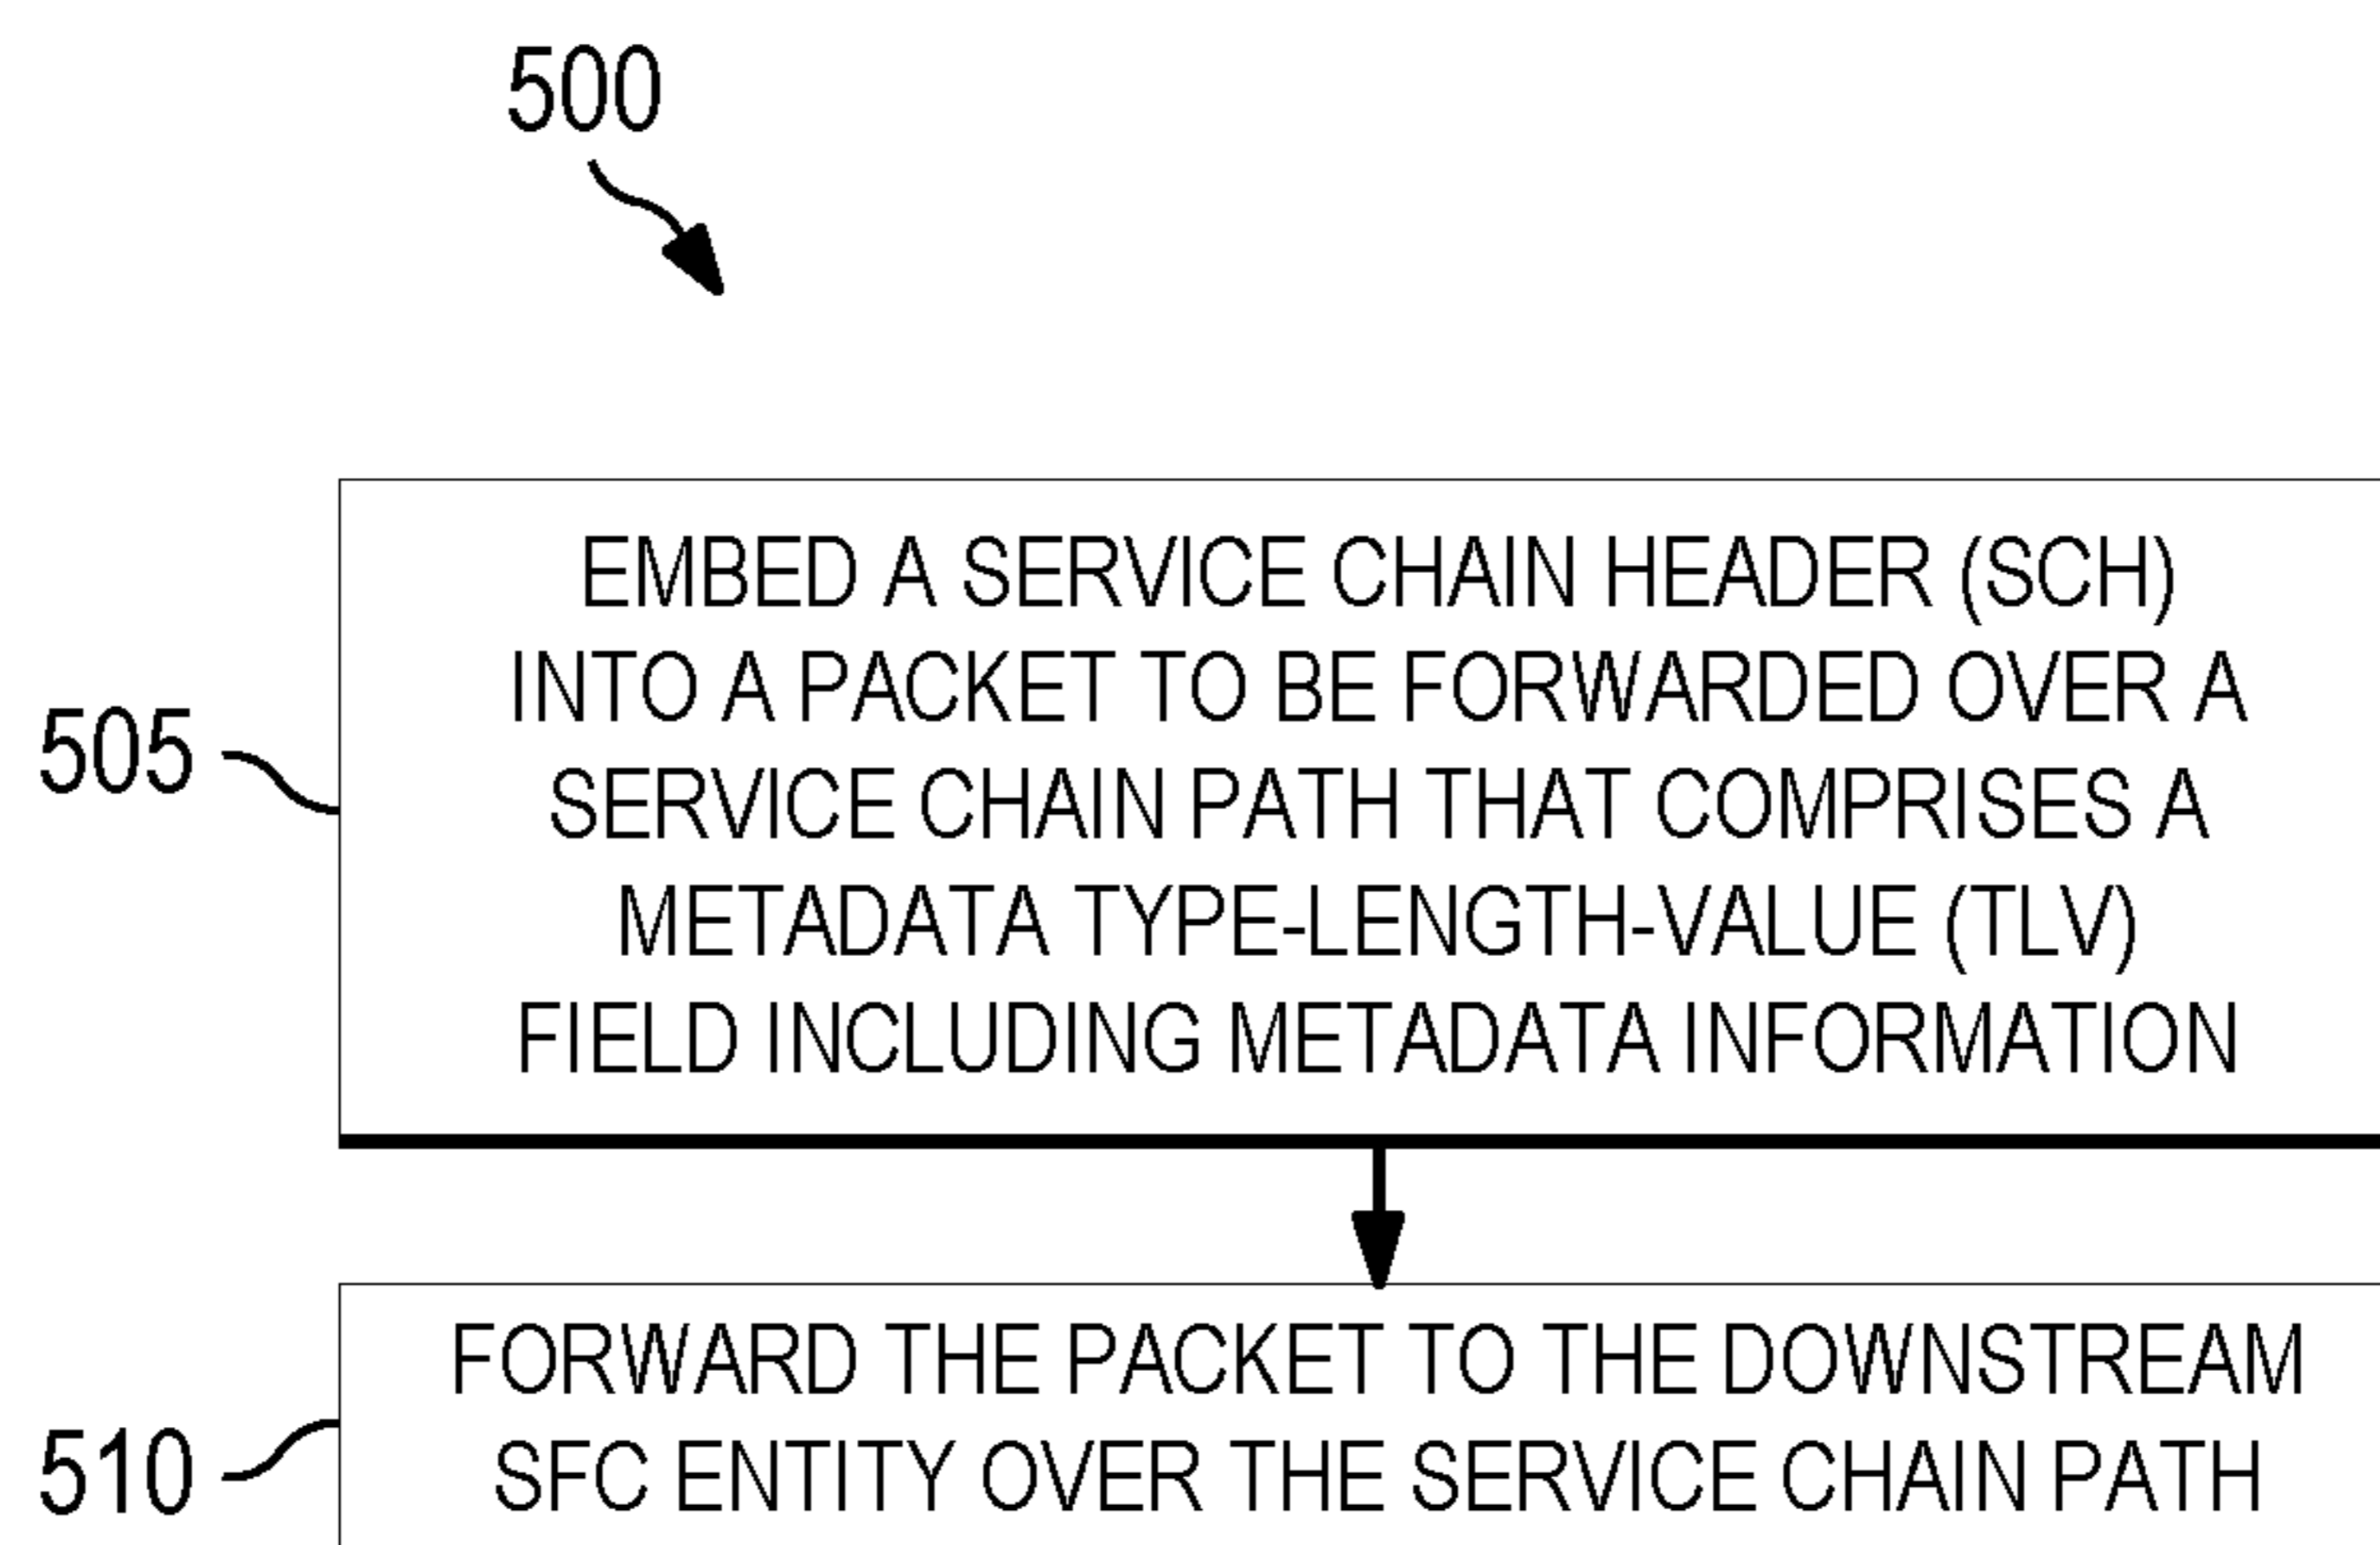 500
EMBED A SERVICE CHAIN HEADER (SCH)
INTO A PACKET TO BE FORWARDED OVER A
SERVICE CHAIN PATH THAT COMPRISES A
METADATA TYPE-LENGTH-VALUE (TLV)
FIELD INCLUDING METADATA INFORMATION
505
FORWARD THE PACKET TO THE DOWNSTREAM
SFC ENTITY OVER THE SERVICE CHAIN PATH
510